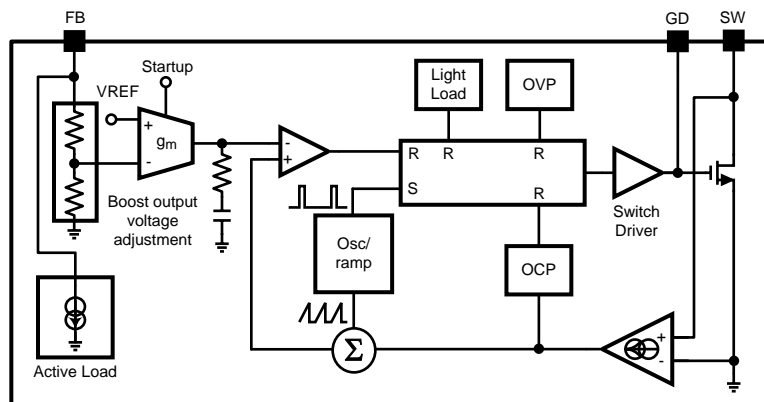 FB
GD
SW
Startup
VREF
Light
Load
OVP
+
gm
-
-
+
R
R
R
S
R
Boost output
voltage
adjustment
Switch
Driver
Osc/
ramp
OCP
+
-
Σ
Active Load